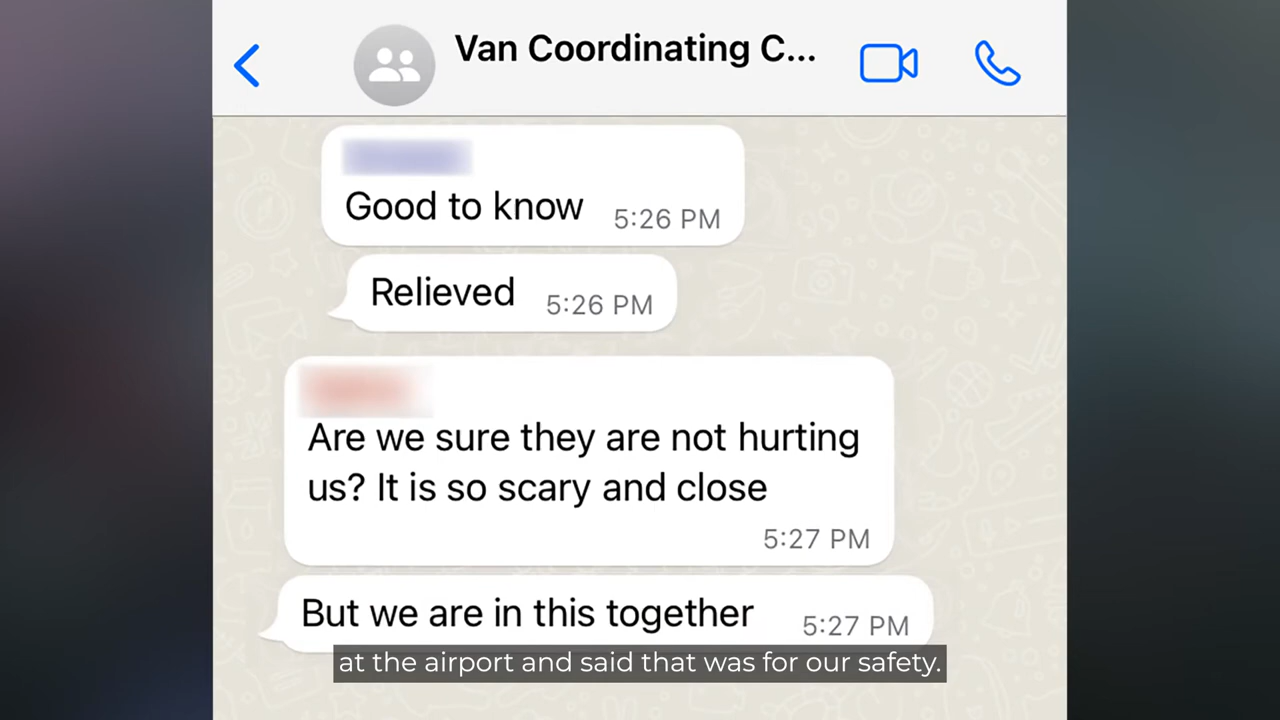 Van Coordinating C...
Good to know 5:26 PM
Relieved 5:26 PM
Are we sure they are not hurting
us? It is so scary and close
5:27 PM
But we are in this together 5:27 PM
at the airport and said that was for our safety.